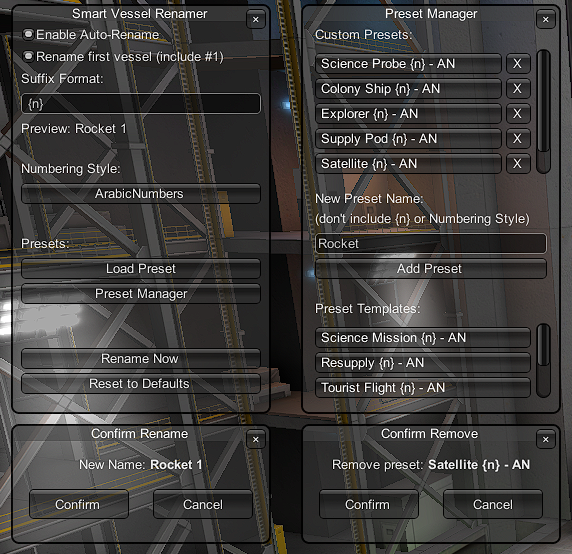 Smart Vessel Renamer
×
Enable Auto-Rename
Rename first vessel (include #1)
Suffix Format:
{n}
Preview: Rocket 1
Numbering Style:
ArabicNumbers
Presets:
Load Preset
Preset Manager
Rename Now
Reset to Defaults
Preset Manager
×
Custom Presets:
Science Probe {n} - AN X
Colony Ship {n} - AN X
Explorer {n} - AN X
Supply Pod {n} - AN X
Satellite {n} - AN X
New Preset Name:
(don't include {n} or Numbering Style)
Rocket
Add Preset
Preset Templates:
Science Mission {n} - AN
Resupply {n} - AN
Tourist Flight {n} - AN
Confirm Rename
×
New Name: Rocket 1
Confirm Cancel
Confirm Remove
×
Remove preset: Satellite {n} - AN
Confirm Cancel